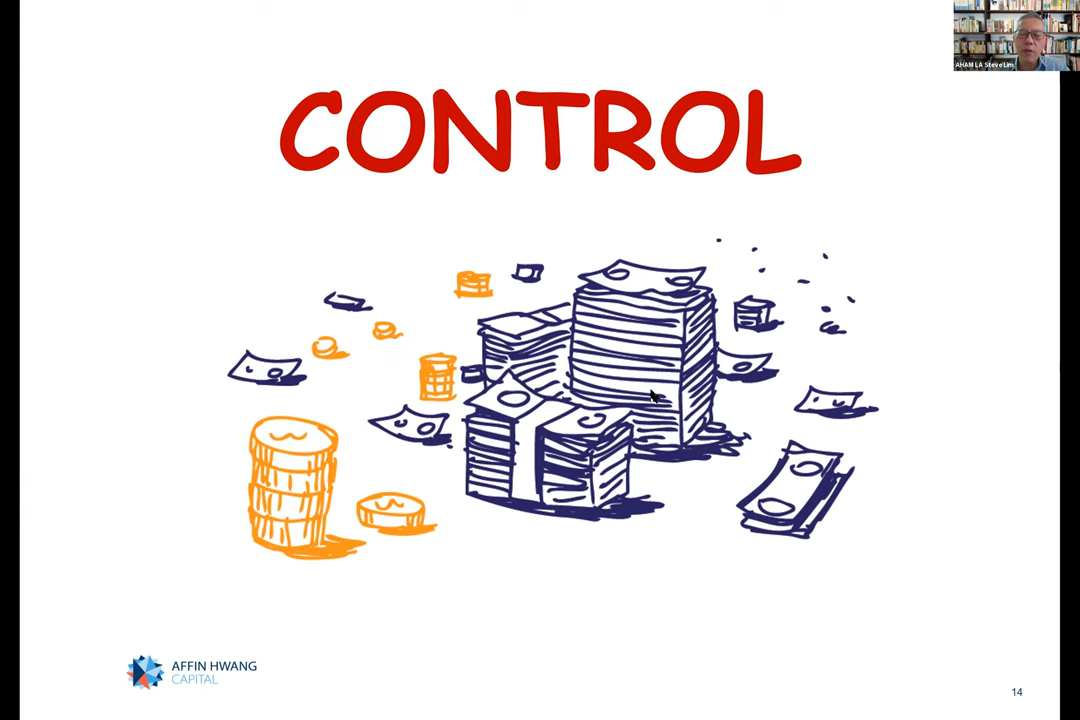 AHAM LA Steve Lim
CONTROL
AFFIN HWANG
CAPITAL
14